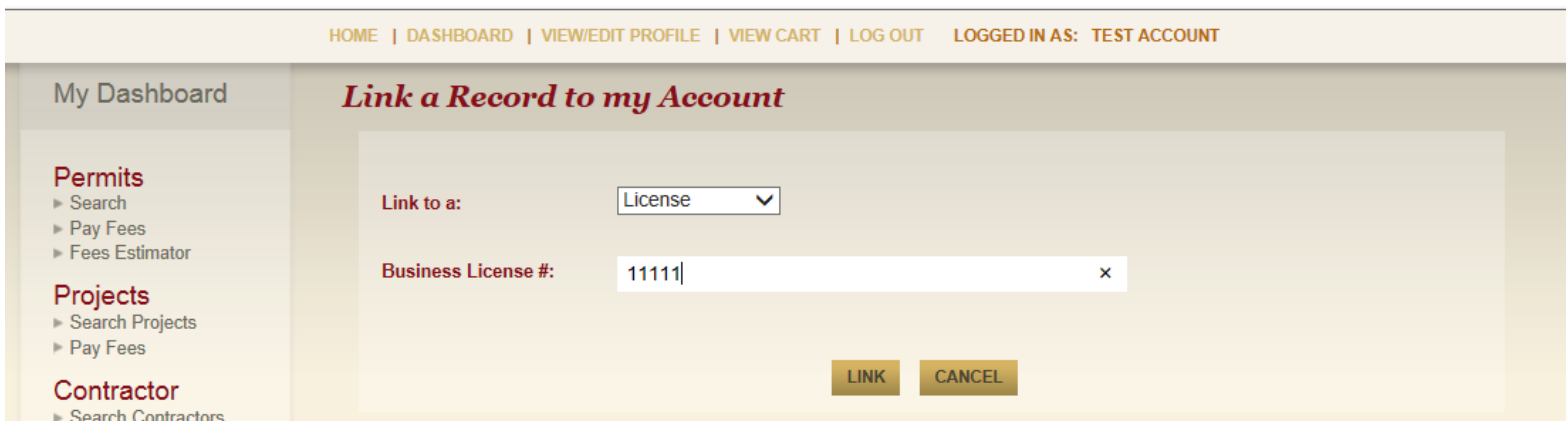 HOME | DASHBOARD | VIEW/EDIT PROFILE | VIEW CART | LOG OUT LOGGED IN AS: TEST ACCOUNT
My Dashboard
Permits
Search
Pay Fees
Fees Estimator
Projects
Search Projects
Pay Fees
Contractor
Search Contractors
Link a Record to my Account
Link to a: License
Business License #: 11111 ×
LINK CANCEL